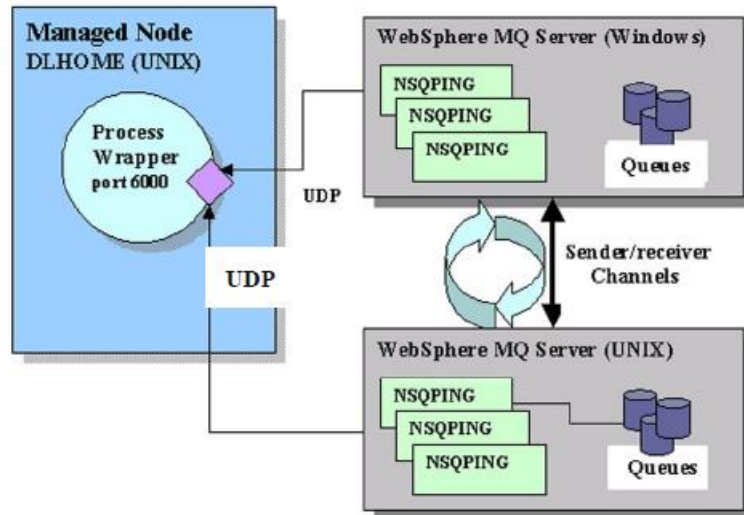 Managed Node
DLHOME (UNIX)
Process
Wrapper
port 6000
UDP
UDP
WebSphere MQ Server (Windows)
NSQPING
NSQPING
NSQPING
Queues
Sender/receiver
Channels
WebSphere MQ Server (UNIX)
NSQPING
NSQPING
NSQPING
Queues